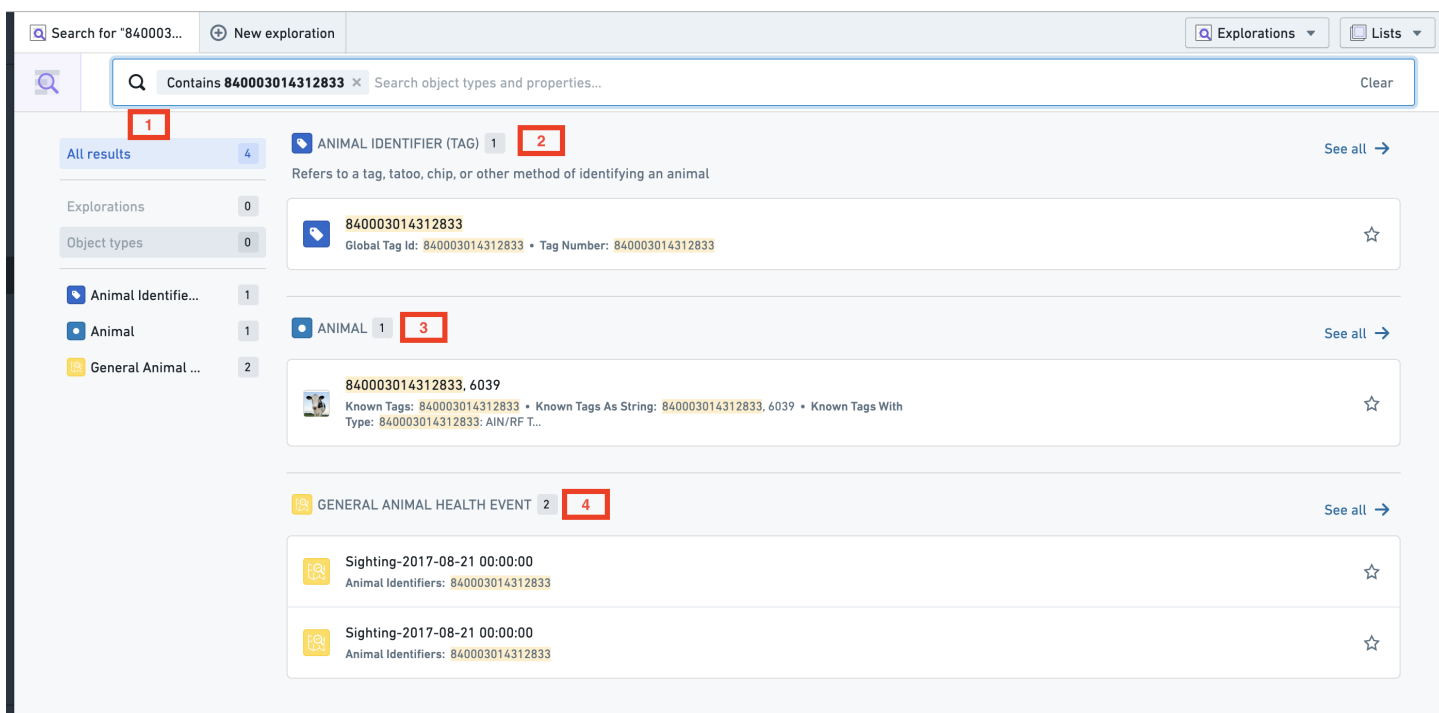 Search for "840003...
New exploration
Explorations
Lists
Contains 840003014312833 × Search object types and properties...
Clear
1
All results 4
Explorations 0
Object types 0
Animal Identifie... 1
Animal 1
General Animal ... 2
ANIMAL IDENTIFIER (TAG) 1
2
See all →
Refers to a tag, tatoo, chip, or other method of identifying an animal
840003014312833
Global Tag Id: 840003014312833 • Tag Number: 840003014312833
ANIMAL 1
3
See all →
840003014312833, 6039
Known Tags: 840003014312833 • Known Tags As String: 840003014312833, 6039 • Known Tags With
Type: 840003014312833: AIN/RF T...
GENERAL ANIMAL HEALTH EVENT 2
4
See all →
Sighting-2017-08-21 00:00:00
Animal Identifiers: 840003014312833
Sighting-2017-08-21 00:00:00
Animal Identifiers: 840003014312833